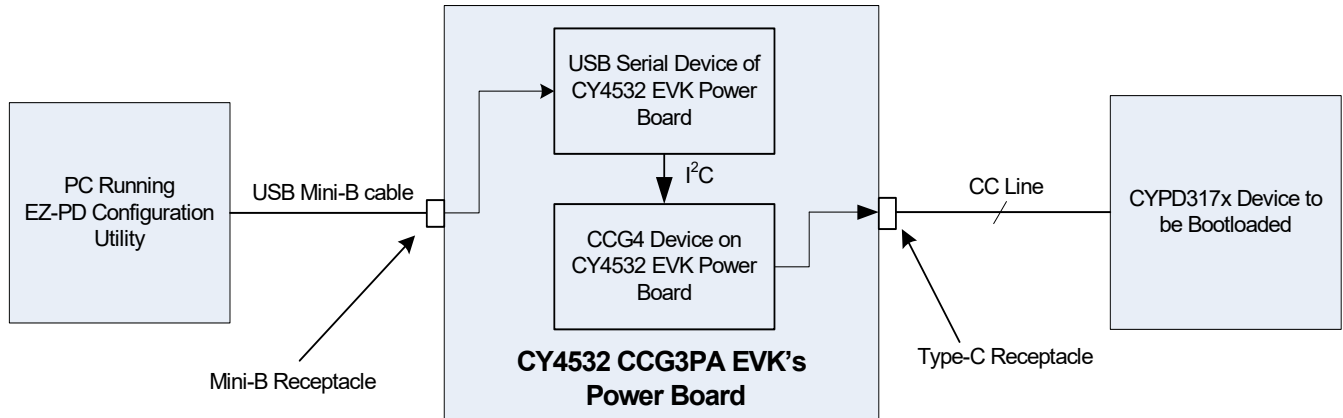 PC Running
EZ-PD Configuration
Utility
USB Mini-B cable
Mini-B Receptacle
USB Serial Device of
CY4532 EVK Power
Board
I²C
CCG4 Device on
CY4532 EVK Power
Board
CY4532 CCG3PA EVK's
Power Board
CC Line
Type-C Receptacle
CYPD317x Device to
be Bootloaded